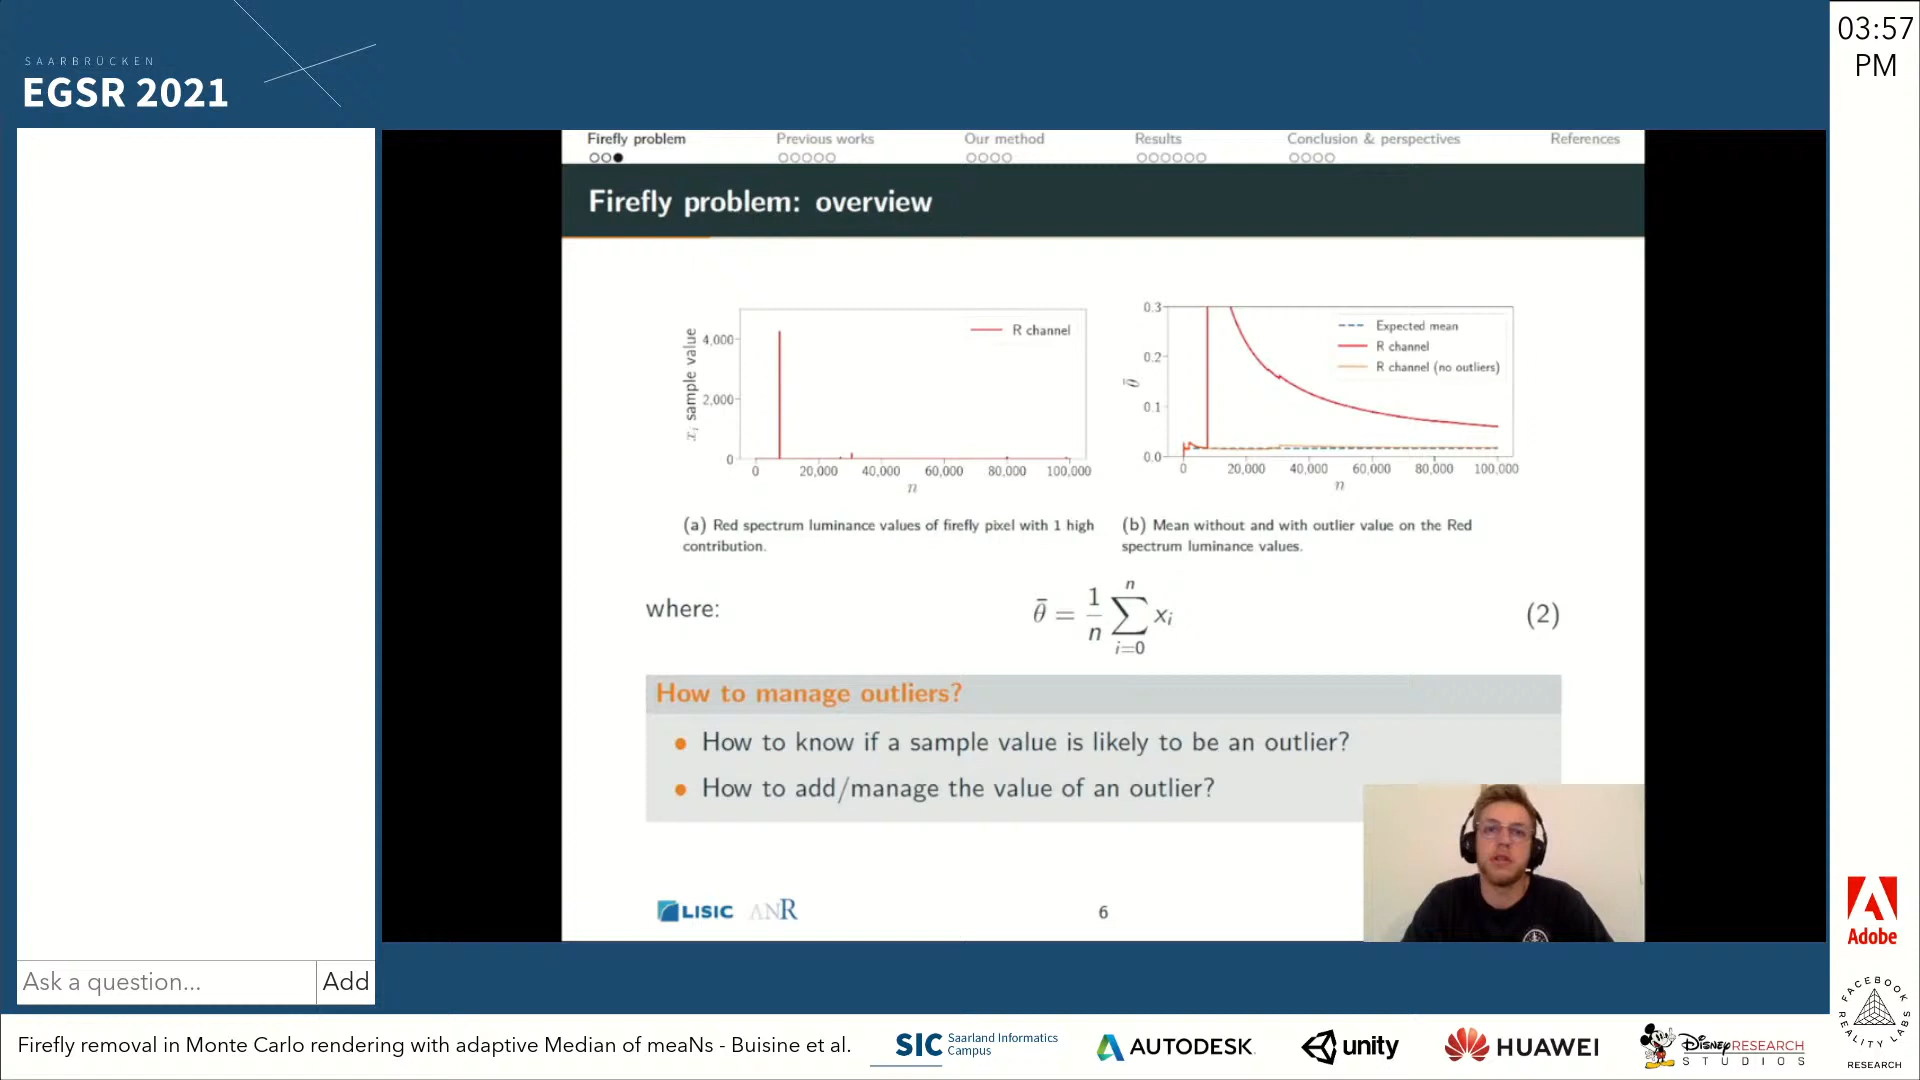 03:57
PM
SAARBRÜCKEN
EGSR 2021
Firefly problem
Previous works
Our method
Results
Conclusion & perspectives
References
Firefly problem: overview
x_i sample value
4,000
2,000
0
R channel
0 20,000 40,000 60,000 80,000 100,000
n
θ̄
0.3
0.2
0.1
0.0
Expected mean
R channel
R channel (no outliers)
0 20,000 40,000 60,000 80,000 100,000
n
(a) Red spectrum luminance values of firefly pixel with 1 high
contribution.
(b) Mean without and with outlier value on the Red
spectrum luminance values.
where: θ̄ = 1/n ∑_{i=0}^{n} x_i (2)
How to manage outliers?
How to know if a sample value is likely to be an outlier?
How to add/manage the value of an outlier?
LISIC ANR
6
Ask a question... Add
Adobe
FACEBOOK
REALITY LABS
RESEARCH
Firefly removal in Monte Carlo rendering with adaptive Median of meaNs - Buisine et al.
SIC Saarland Informatics
Campus
AUTODESK
unity
HUAWEI
DISNEY RESEARCH
STUDIOS